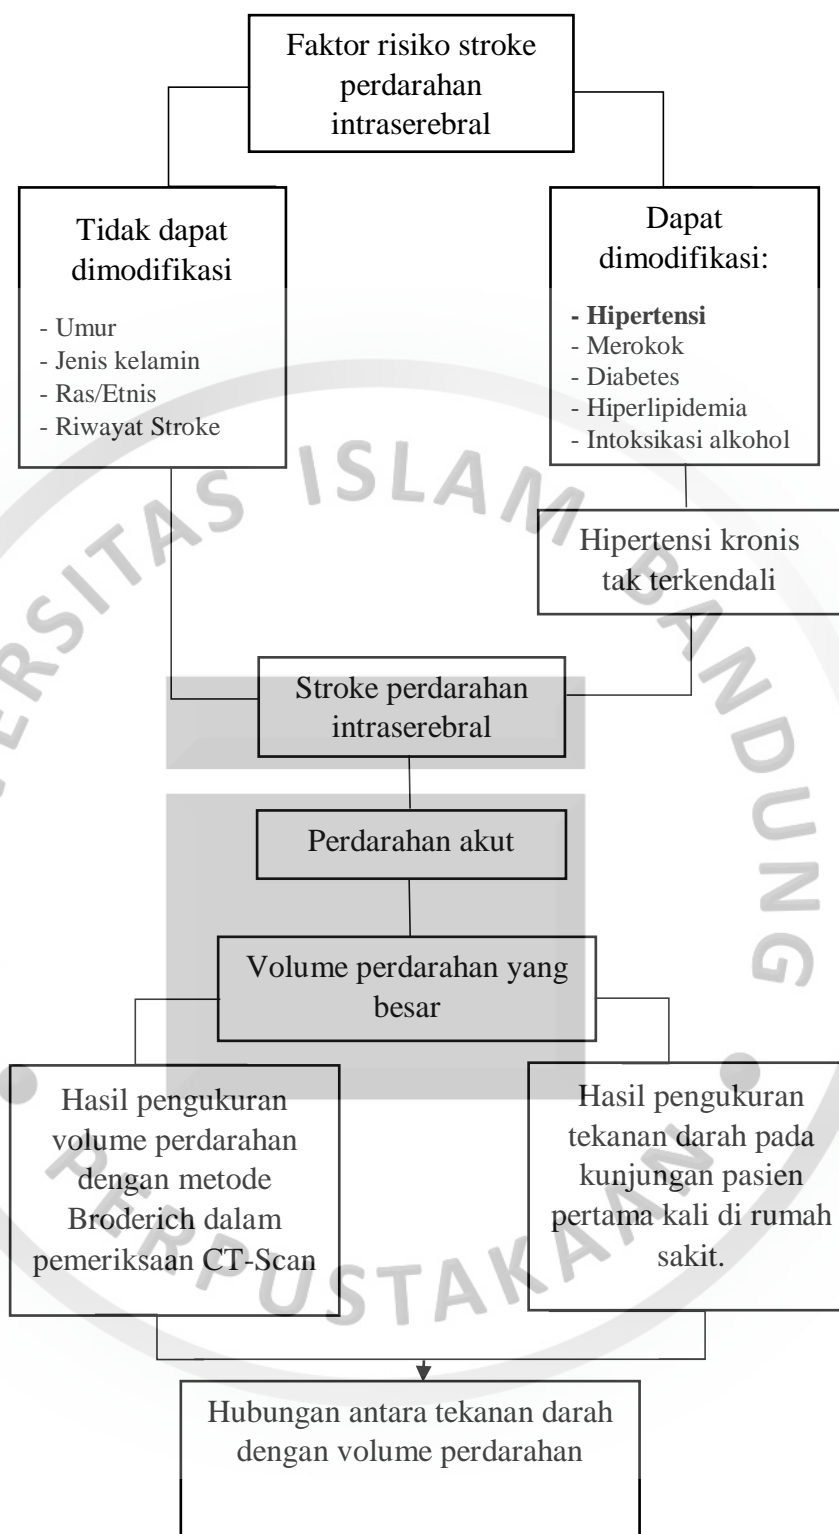 Faktor risiko stroke
perdarahan
intraserebral
Tidak dapat
dimodifikasi
- Umur
- Jenis kelamin
- Ras/Etnis
- Riwayat Stroke
Dapat
dimodifikasi:
- Hipertensi
- Merokok
- Diabetes
- Hiperlipidemia
- Intoksikasi alkohol
Hipertensi kronis
tak terkendali
Stroke perdarahan
intraserebral
Perdarahan akut
Volume perdarahan yang
besar
Hasil pengukuran
volume perdarahan
dengan metode
Broderich dalam
pemeriksaan CT-Scan
Hasil pengukuran
tekanan darah pada
kunjungan pasien
pertama kali di rumah
sakit.
Hubungan antara tekanan darah
dengan volume perdarahan
ERSITAS ISLAM BANDUNG
PERPUSTAKAAN